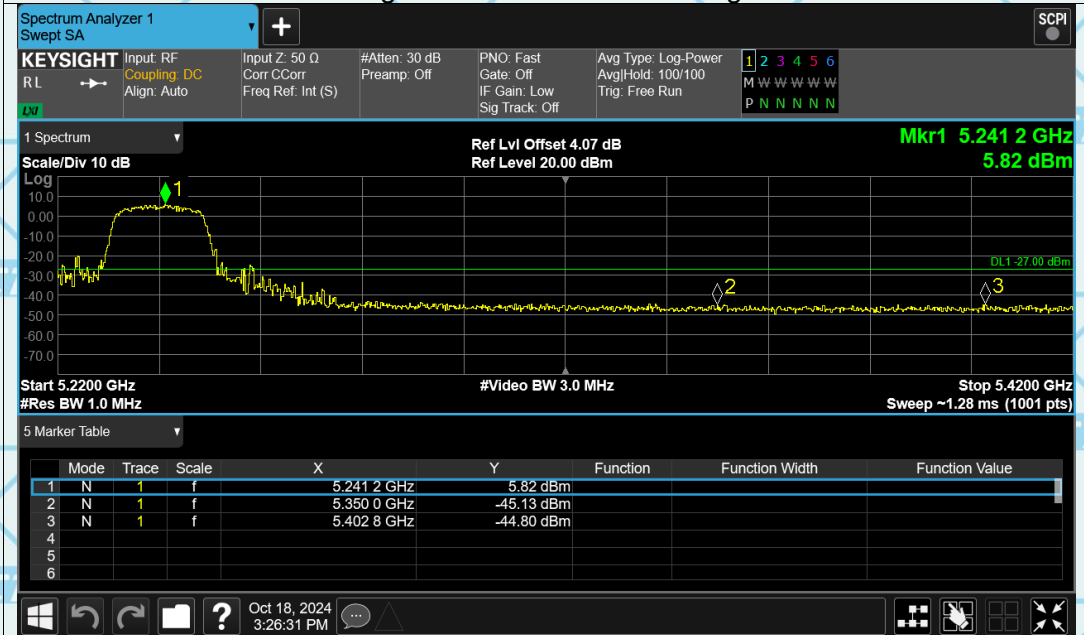 Spectrum Analyzer 1
Swept SA
+
SCPI
KEYSIGHT Input: RF Input Z: 50 Ω #Atten: 30 dB PNO: Fast Avg Type: Log-Power 1 2 3 4 5 6
RL Coupling: DC Corr CCorr Preamp: Off Gate: Off Avg|Hold: 100/100 M W W W W W
Align: Auto Freq Ref: Int (S) IF Gain: Low Trig: Free Run P N N N N N
LXI Sig Track: Off
1 Spectrum
Scale/Div 10 dB
Ref Lvl Offset 4.07 dB
Ref Level 20.00 dBm
Mkr1 5.241 2 GHz
5.82 dBm
Log
10.0
0.00
-10.0
-20.0
-30.0
-40.0
-50.0
-60.0
-70.0
1
DL1 -27.00 dBm
2
3
Start 5.2200 GHz #Video BW 3.0 MHz Stop 5.4200 GHz
#Res BW 1.0 MHz Sweep ~1.28 ms (1001 pts)
5 Marker Table
Mode Trace Scale X Y Function Function Width Function Value
1 N 1 f 5.241 2 GHz 5.82 dBm
2 N 1 f 5.350 0 GHz -45.13 dBm
3 N 1 f 5.402 8 GHz -44.80 dBm
4
5
6
?
Oct 18, 2024
3:26:31 PM